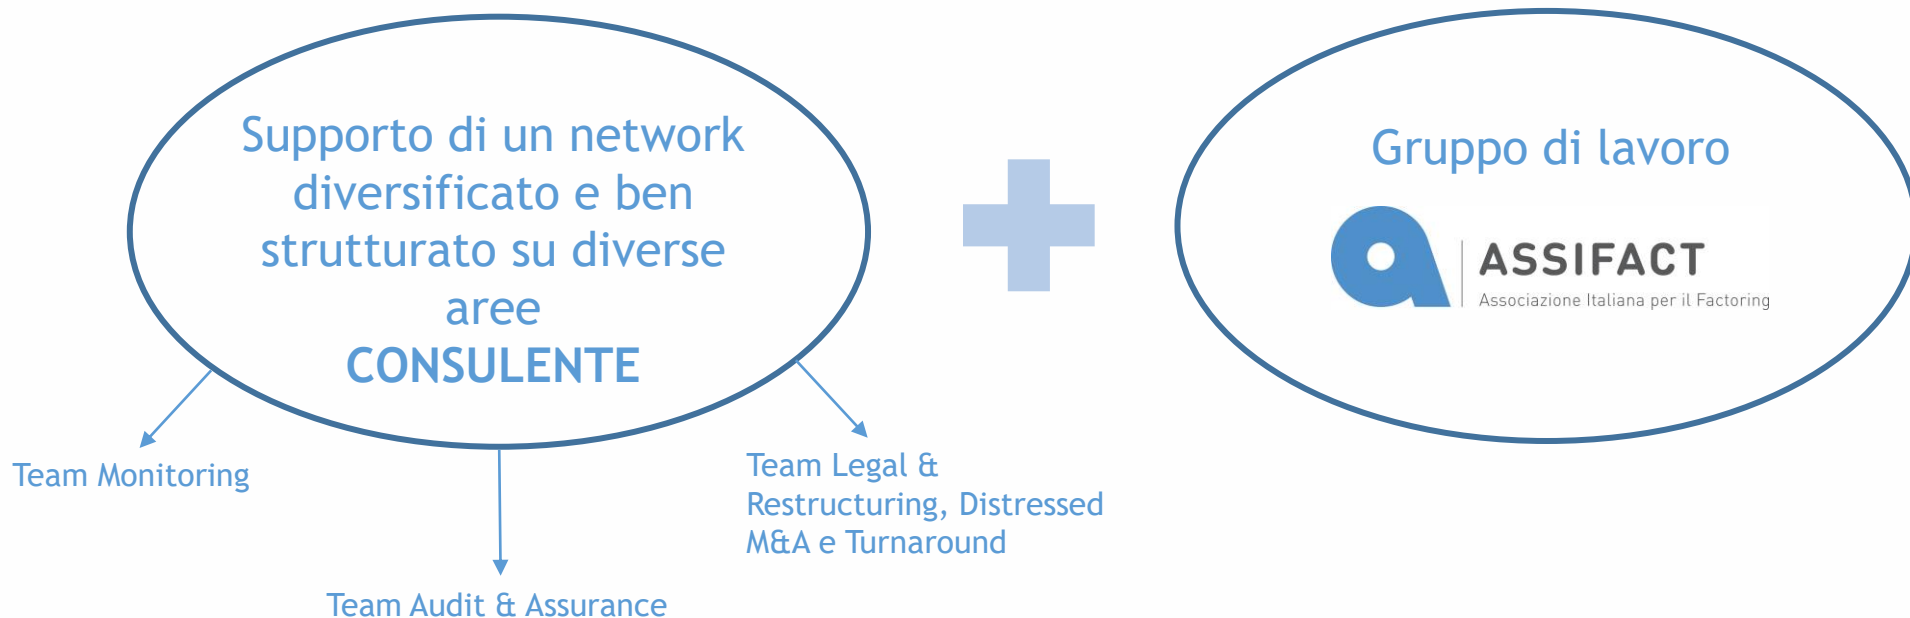 Supporto di un network
diversificato e ben
strutturato su diverse
aree
CONSULENTE
Gruppo di lavoro
ASSIFACT
Associazione Italiana per il Factoring
Team Monitoring
Team Audit & Assurance
Team Legal &
Restructuring, Distressed
M&A e Turnaround